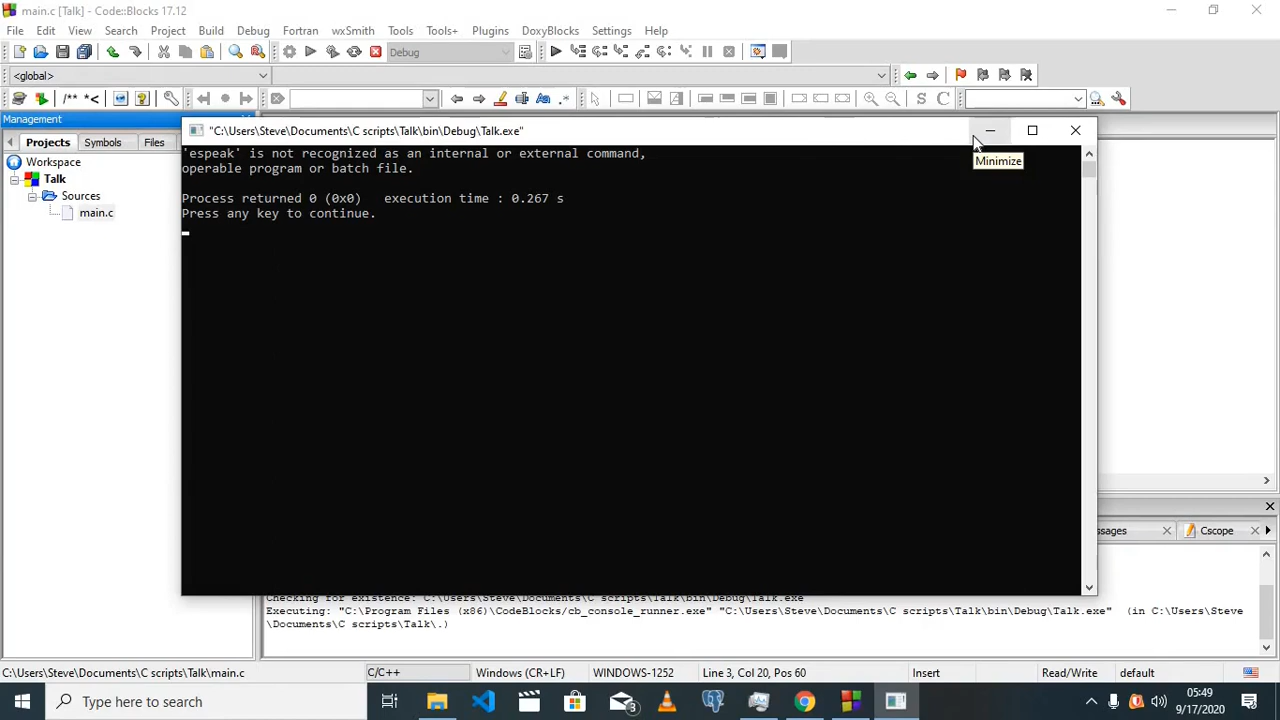 main.c [Talk] - Code::Blocks 17.12
File Edit View Search Project Build Debug Fortran wxSmith Tools Tools+ Plugins DoxyBlocks Settings Help
Debug
<global>
/** *<
S C
Management
Projects Symbols Files
Workspace
Talk
Sources
main.c
"C:\Users\Steve\Documents\C scripts\Talk\bin\Debug\Talk.exe"
Minimize
'espeak' is not recognized as an internal or external command,
operable program or batch file.
Process returned 0 (0x0)   execution time : 0.267 s
Press any key to continue.
ssages Cscope
Checking for existence: C:\Users\Steve\Documents\C scripts\Talk\bin\Debug\Talk.exe
Executing: "C:\Program Files (x86)\CodeBlocks/cb_console_runner.exe" "C:\Users\Steve\Documents\C scripts\Talk\bin\Debug\Talk.exe"  (in C:\Users\Steve
\Documents\C scripts\Talk\.)
C:\Users\Steve\Documents\C scripts\Talk\main.c C/C++ Windows (CR+LF) WINDOWS-1252 Line 3, Col 20, Pos 60 Insert Read/Write default
Type here to search
3
05:49
9/17/2020